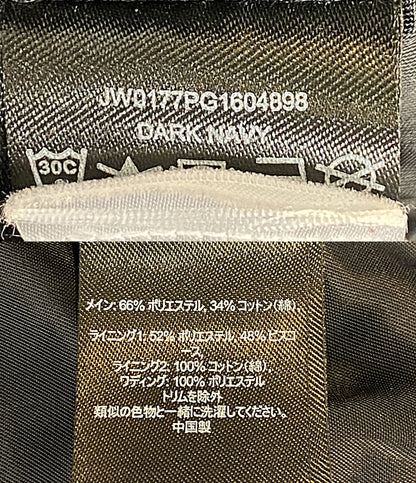 JW0177PG1604898
DARK NAVY
30C
メイン: 66% ポリエステル, 34% コットン(綿).
ライニング1: 52% ポリエステル, 48% ビスコ
ース
ライニング2: 100% コットン(綿).
ワディング: 100% ポリエステル
トリムを除外
類似の色物と一緒に洗濯してください。
中国製